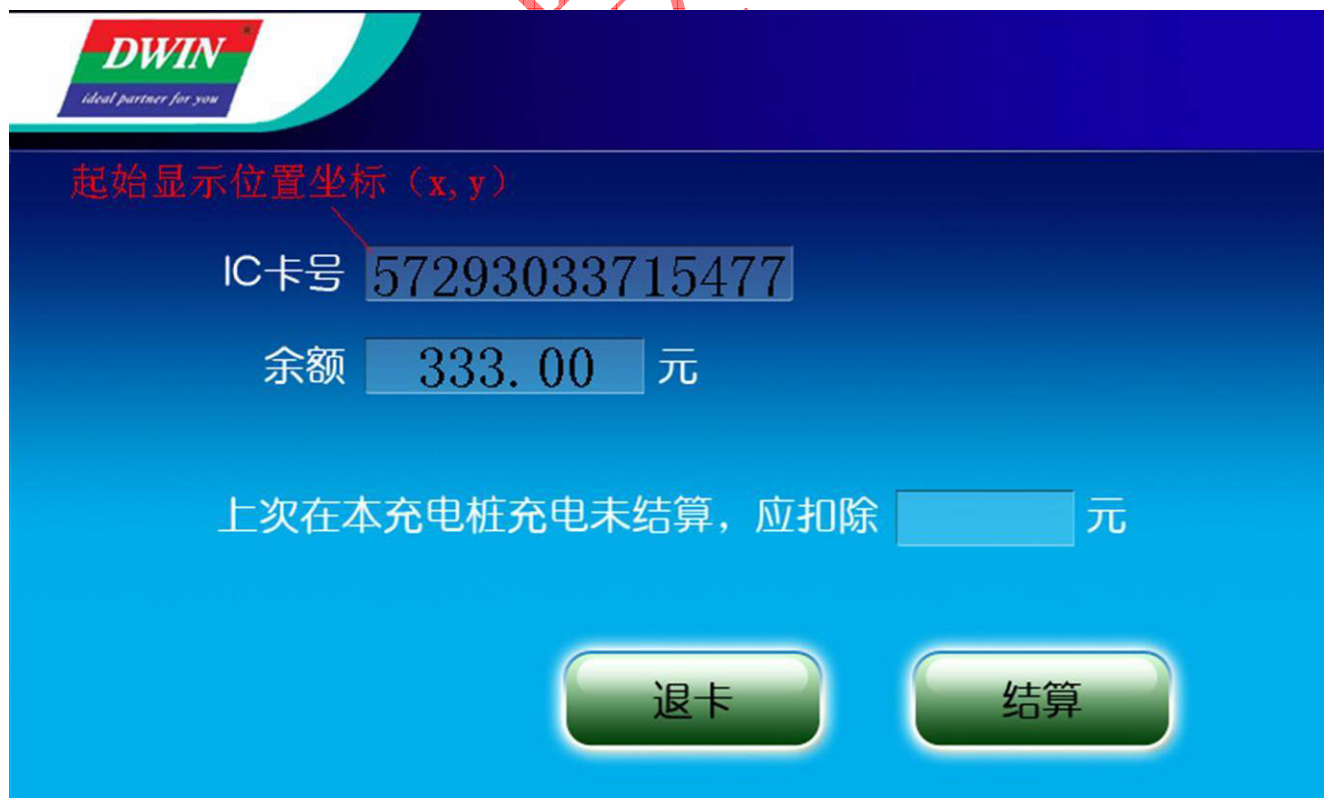 DWIN
ideal partner for you
起始显示位置坐标（x,y）
IC卡号 57293033715477
余额 333.00 元
上次在本充电桩充电未结算，应扣除 元
退卡 结算